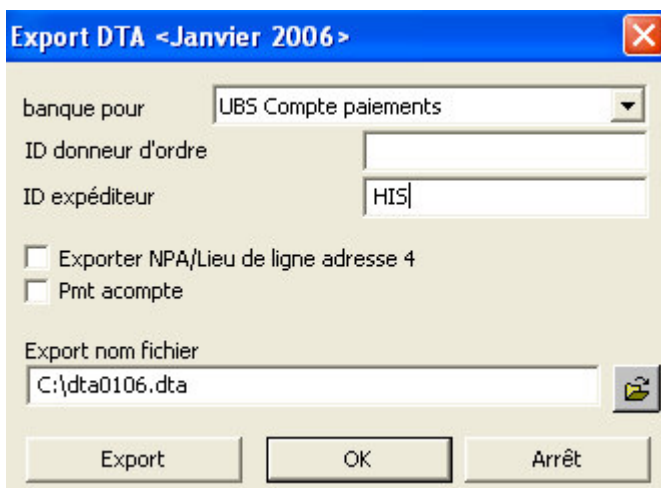 Export DTA <Janvier 2006>
banque pour UBS Compte paiements
ID donneur d'ordre
ID expéditeur HIS
Exporter NPA/Lieu de ligne adresse 4
Pmt acompte
Export nom fichier
C:\dta0106.dta
Export OK Arrêt